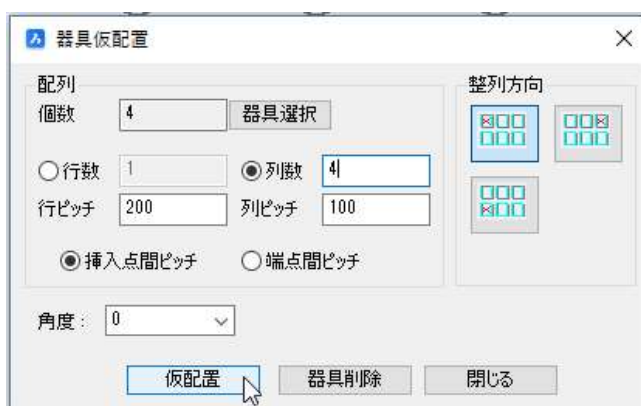 器具仮配置
配列
個数 4 器具選択
行数 1 列数 4
行ピッチ 200 列ピッチ 100
挿入点間ピッチ 端点間ピッチ
整列方向
角度： 0
仮配置 器具削除 閉じる